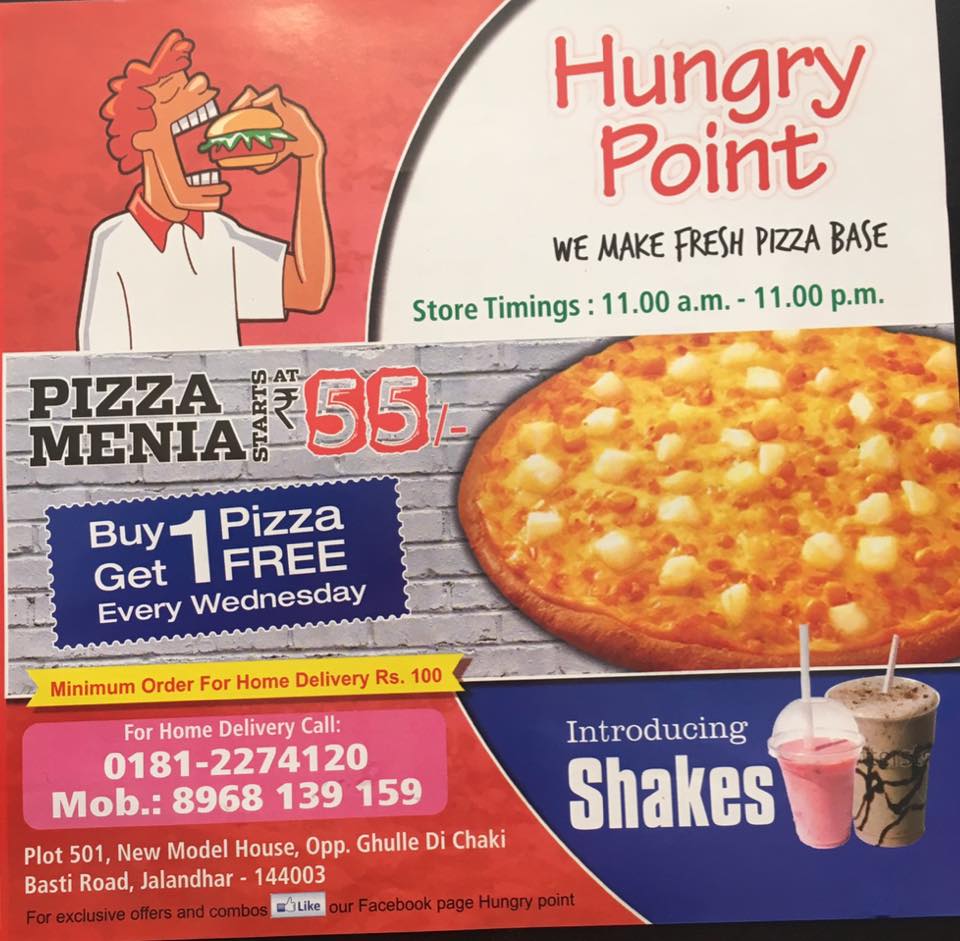 Hungry
Point
WE MAKE FRESH PIZZA BASE
Store Timings : 11.00 a.m. - 11.00 p.m.
PIZZA
MENIA
STARTS
AT
₹ 55/-
Buy 1 Pizza
Get 1 FREE
Every Wednesday
Minimum Order For Home Delivery Rs. 100
For Home Delivery Call:
0181-2274120
Mob.: 8968 139 159
Plot 501, New Model House, Opp. Ghulle Di Chaki
Basti Road, Jalandhar - 144003
For exclusive offers and combos Like our Facebook page Hungry point
Introducing
Shakes